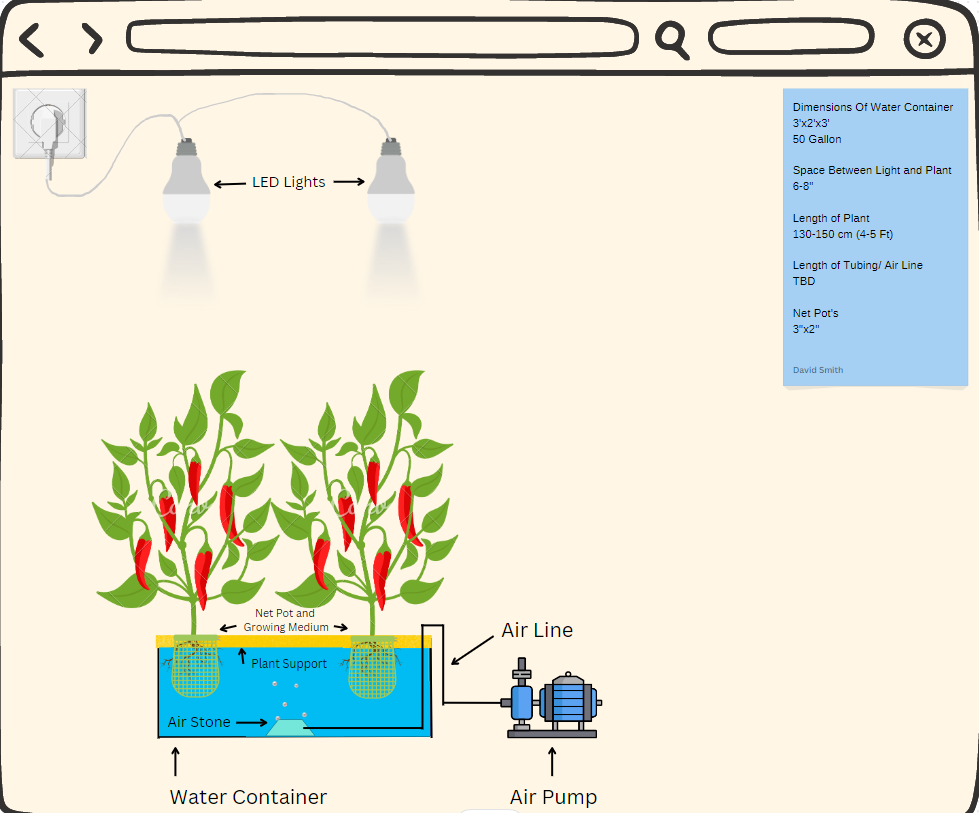 Dimensions Of Water Container
3'x2'x3'
50 Gallon
Space Between Light and Plant
6-8"
Length of Plant
130-150 cm (4-5 Ft)
Length of Tubing/ Air Line
TBD
Net Pot's
3"x2"
David Smith
LED Lights
Net Pot and
Growing Medium
Plant Support
Air Line
Air Stone
Water Container
Air Pump